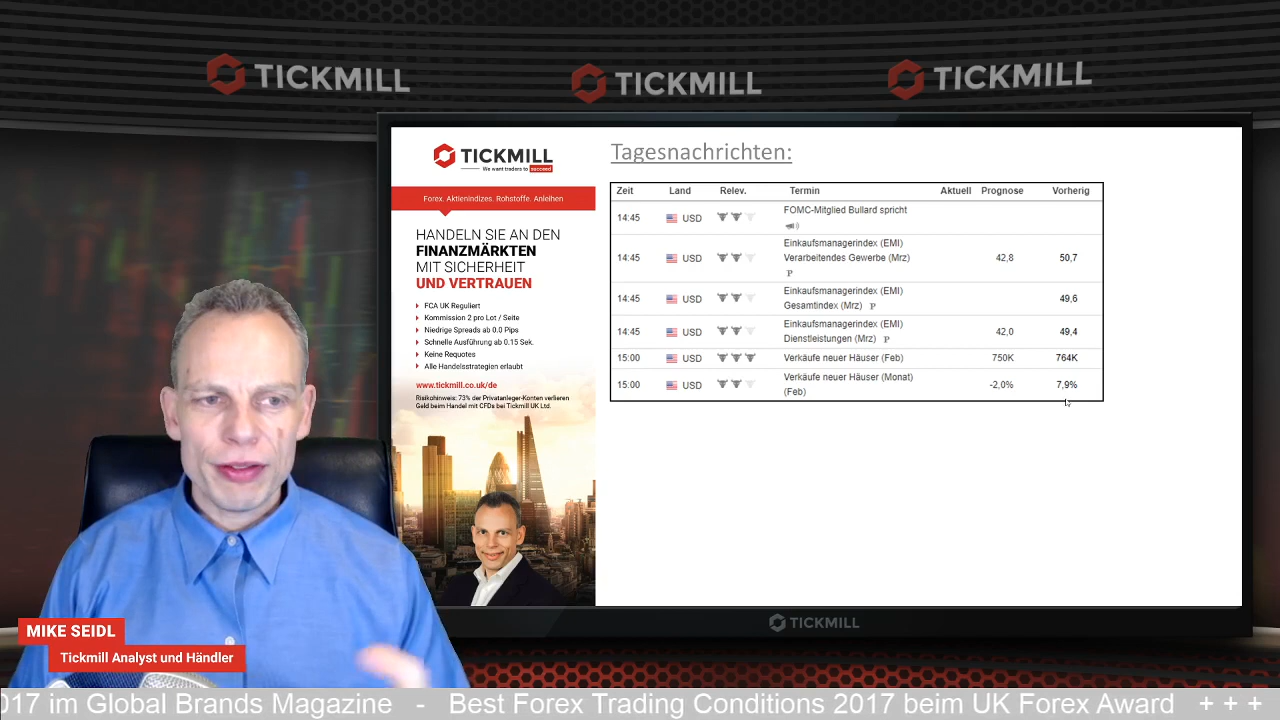 TICKMILL
TICKMILL
TICKMILL
TICKMILL
We want traders to succeed
Forex. Aktienindizes. Rohstoffe. Anleihen
HANDELN SIE AN DEN
FINANZMÄRKTEN
MIT SICHERHEIT
UND VERTRAUEN
FCA UK Reguliert
Kommission 2 pro Lot / Seite
Niedrige Spreads ab 0.0 Pips
Schnelle Ausführung ab 0.15 Sek.
Keine Requotes
Alle Handelsstrategien erlaubt
www.tickmill.co.uk/de
Risikohinweis: 73% der Privatanleger-Konten verlieren
Geld beim Handel mit CFDs bei Tickmill UK Ltd.
Tagesnachrichten:
Zeit Land Relev. Termin Aktuell Prognose Vorherig
14:45 USD FOMC-Mitglied Bullard spricht
14:45 USD Einkaufsmanagerindex (EMI)
Verarbeitendes Gewerbe (Mrz) 42,8 50,7
P
14:45 USD Einkaufsmanagerindex (EMI)
Gesamtindex (Mrz) P 49,6
14:45 USD Einkaufsmanagerindex (EMI)
Dienstleistungen (Mrz) P 42,0 49,4
15:00 USD Verkäufe neuer Häuser (Feb) 750K 764K
15:00 USD Verkäufe neuer Häuser (Monat)
(Feb) -2,0% 7,9%
TICKMILL
MIKE SEIDL
Tickmill Analyst und Händler
2017 im Global Brands Magazine - Best Forex Trading Conditions 2017 beim UK Forex Award + + +